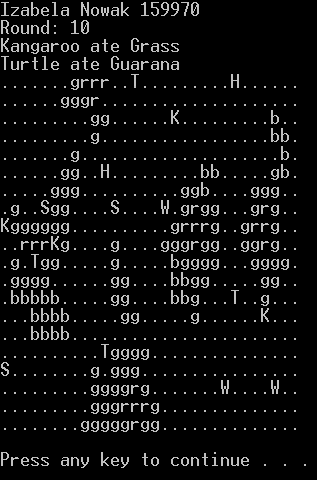 Izabela Nowak 159970
Round: 10
Kangaroo ate Grass
Turtle ate Guarana
.......grrr..T.........H......
......gggr....................
.........gg......K.........b..
.........g.................bb.
.......g....................b.
......gg..H.........bb.....gb.
.....ggg..........ggb....ggg..
.g..Sgg....S....W.grgg...grg..
Kgggggg..........grrrg..grrg..
..rrrKg....g....gggrgg..ggrg..
.g.Tgg.....g.....bgggg...gggg.
.gggg......gg....bbgg....gg...
.bbbbb.....gg....bbg...T..g...
...bbbb.....gg.....g......K...
...bbbb.......................
..........Tgggg...............
S........g.ggg................
.........ggggrg.......W....W..
.........gggrrrg..............
........gggggrgg..............
Press any key to continue . . .